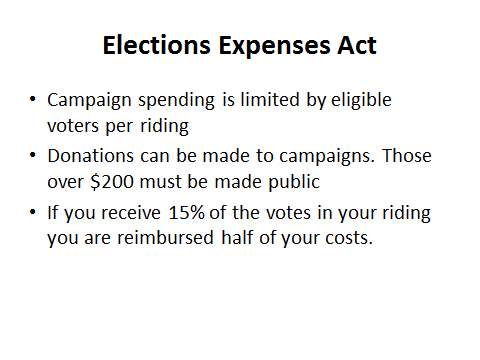 Elections Expenses Act
• Campaign spending is limited by eligible
voters per riding
• Donations can be made to campaigns. Those
over $200 must be made public
• If you receive 15% of the votes in your riding
you are reimbursed half of your costs.